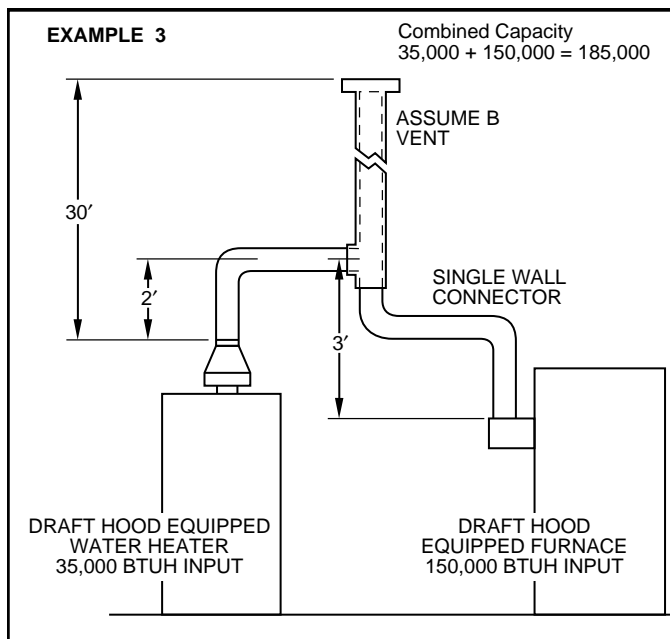 EXAMPLE 3
Combined Capacity
35,000 + 150,000 = 185,000
ASSUME B
VENT
30′
2′
3′
SINGLE WALL
CONNECTOR
DRAFT HOOD EQUIPPED
WATER HEATER
35,000 BTUH INPUT
DRAFT HOOD
EQUIPPED FURNACE
150,000 BTUH INPUT